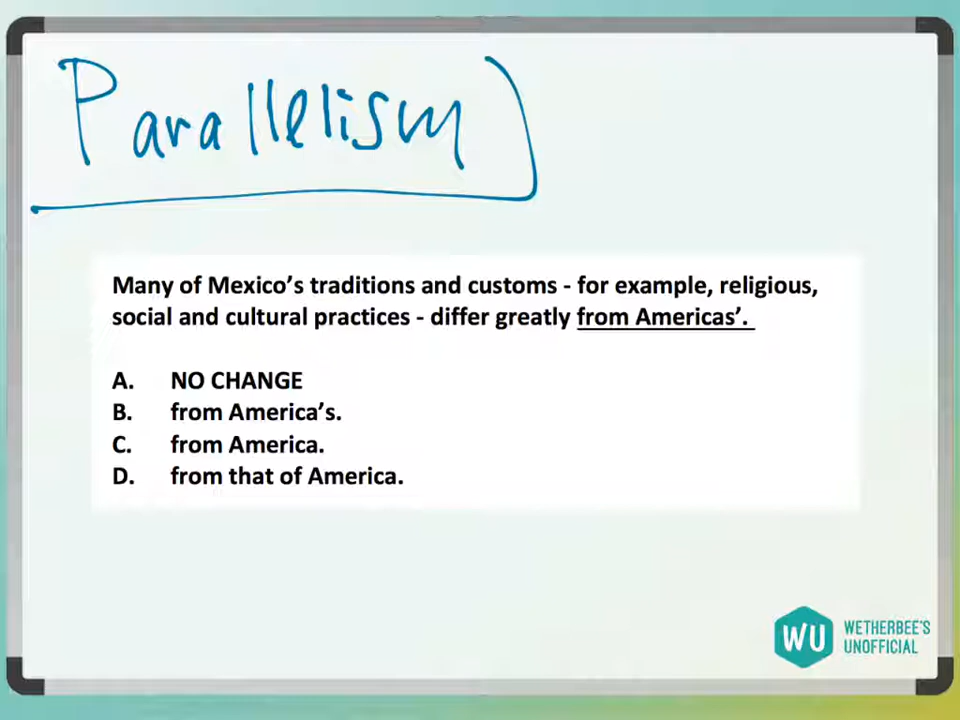 Parallelism
Many of Mexico's traditions and customs - for example, religious,
social and cultural practices - differ greatly from Americas'.
A. NO CHANGE
B. from America's.
C. from America.
D. from that of America.
WU WETHERBEE'S
UNOFFICIAL